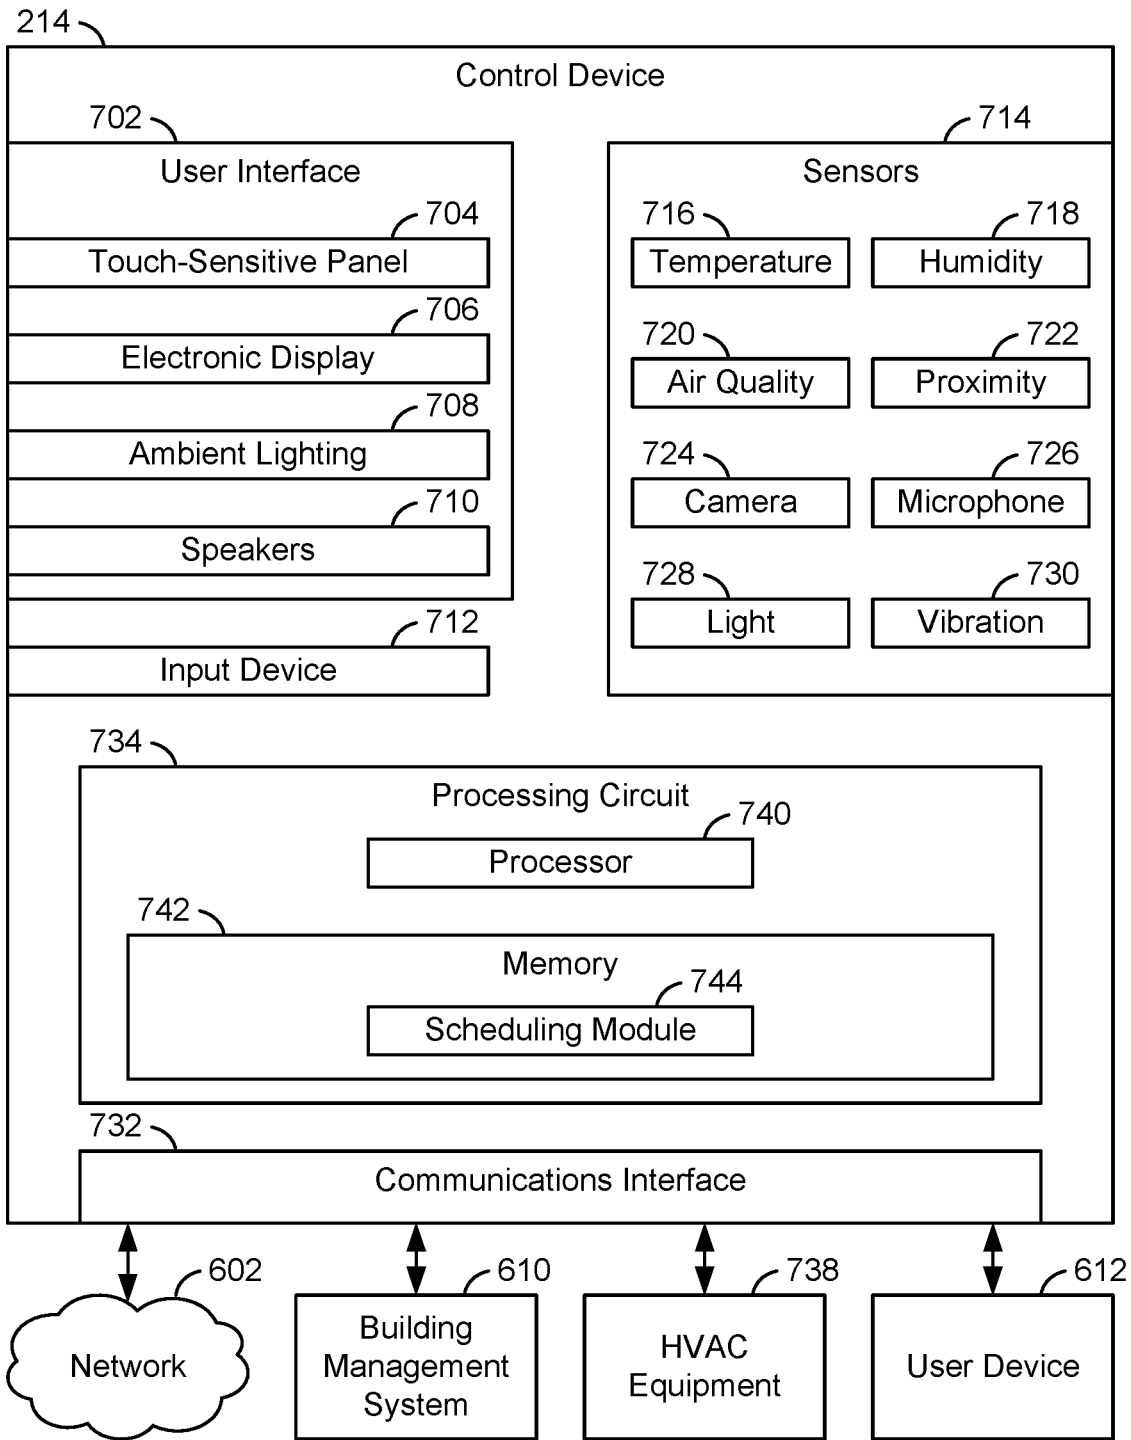 214
Control Device
702
User Interface
704
Touch-Sensitive Panel
706
Electronic Display
708
Ambient Lighting
710
Speakers
712
Input Device
714
Sensors
716
Temperature
718
Humidity
720
Air Quality
722
Proximity
724
Camera
726
Microphone
728
Light
730
Vibration
734
Processing Circuit
740
Processor
742
Memory
744
Scheduling Module
732
Communications Interface
602
Network
610
Building
Management
System
738
HVAC
Equipment
612
User Device